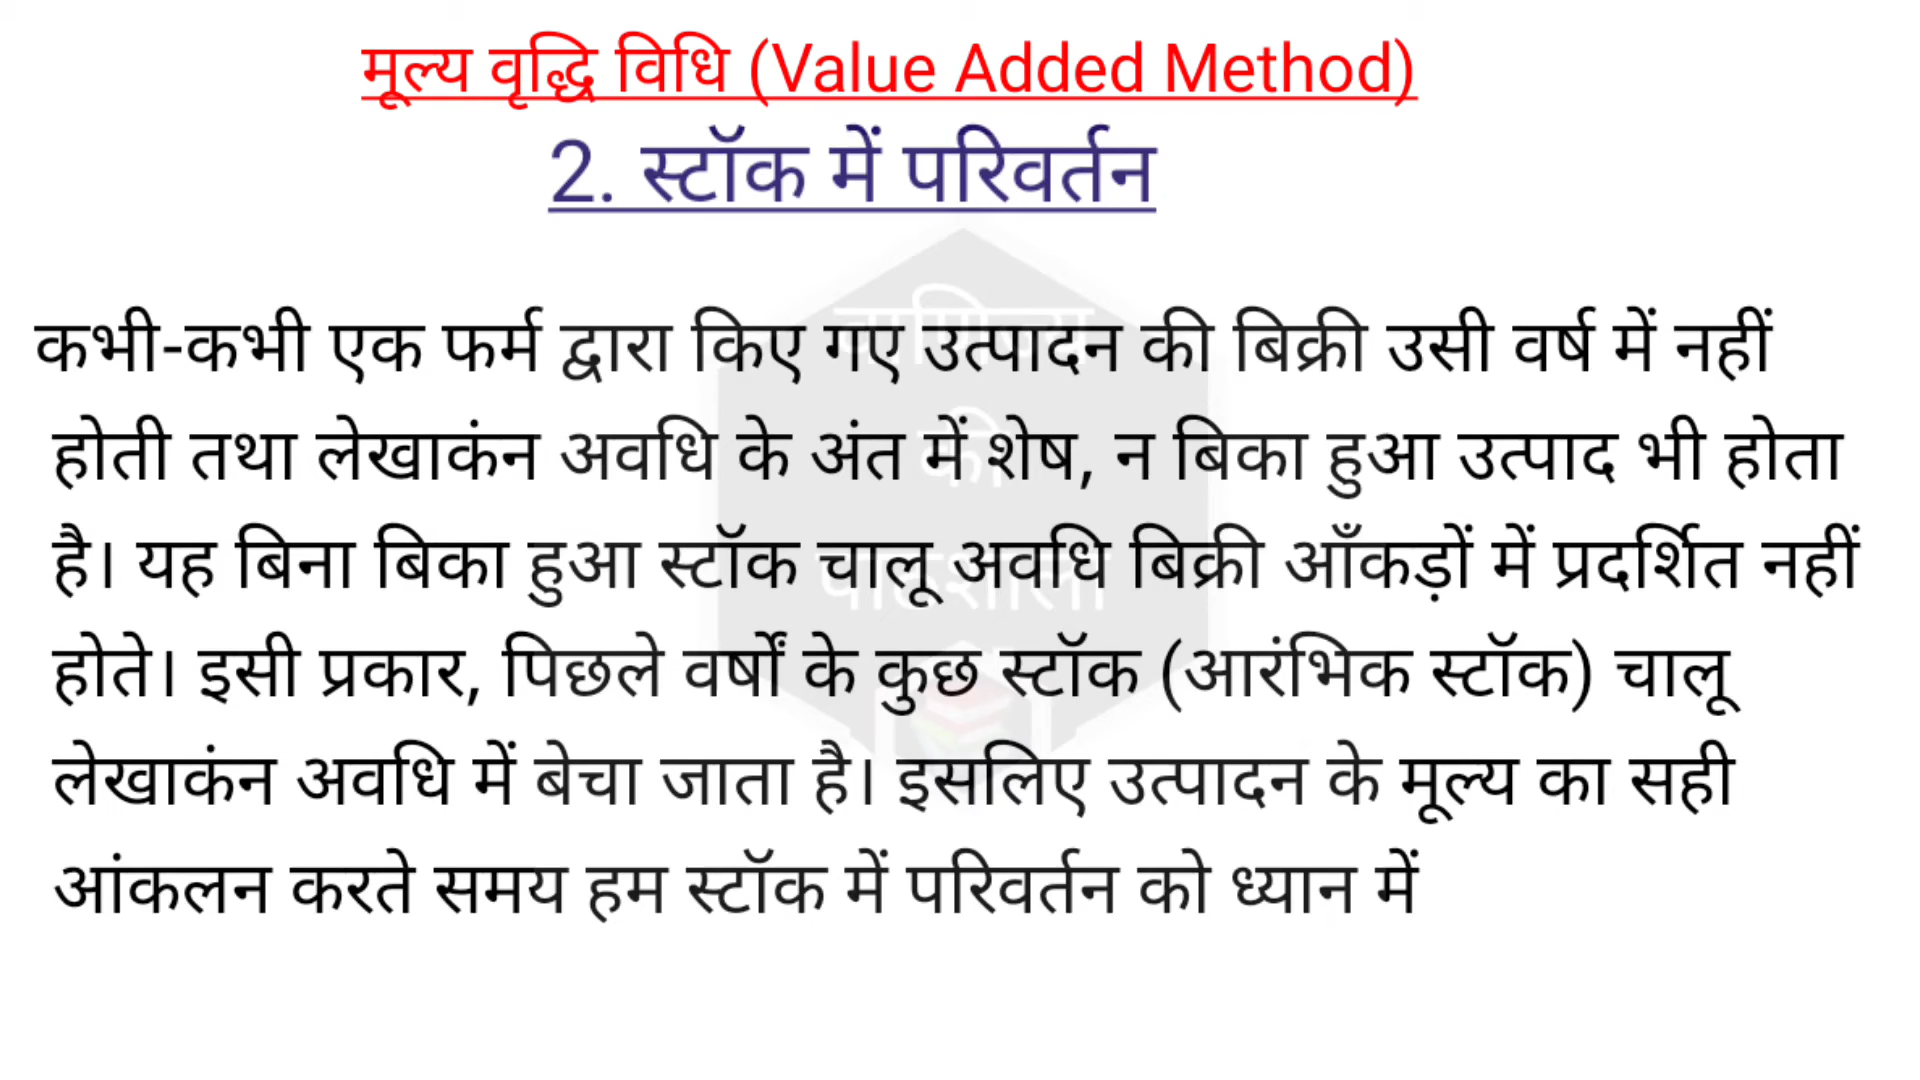 मूल्य वृद्धि विधि (Value Added Method)
2. स्टॉक में परिवर्तन
वाणिज्य
की
पाठशाला
कभी-कभी एक फर्म द्वारा किए गए उत्पादन की बिक्री उसी वर्ष में नहीं
होती तथा लेखाकंन अवधि के अंत में शेष, न बिका हुआ उत्पाद भी होता
है। यह बिना बिका हुआ स्टॉक चालू अवधि बिक्री आँकड़ों में प्रदर्शित नहीं
होते। इसी प्रकार, पिछले वर्षों के कुछ स्टॉक (आरंभिक स्टॉक) चालू
लेखाकंन अवधि में बेचा जाता है। इसलिए उत्पादन के मूल्य का सही
आंकलन करते समय हम स्टॉक में परिवर्तन को ध्यान में